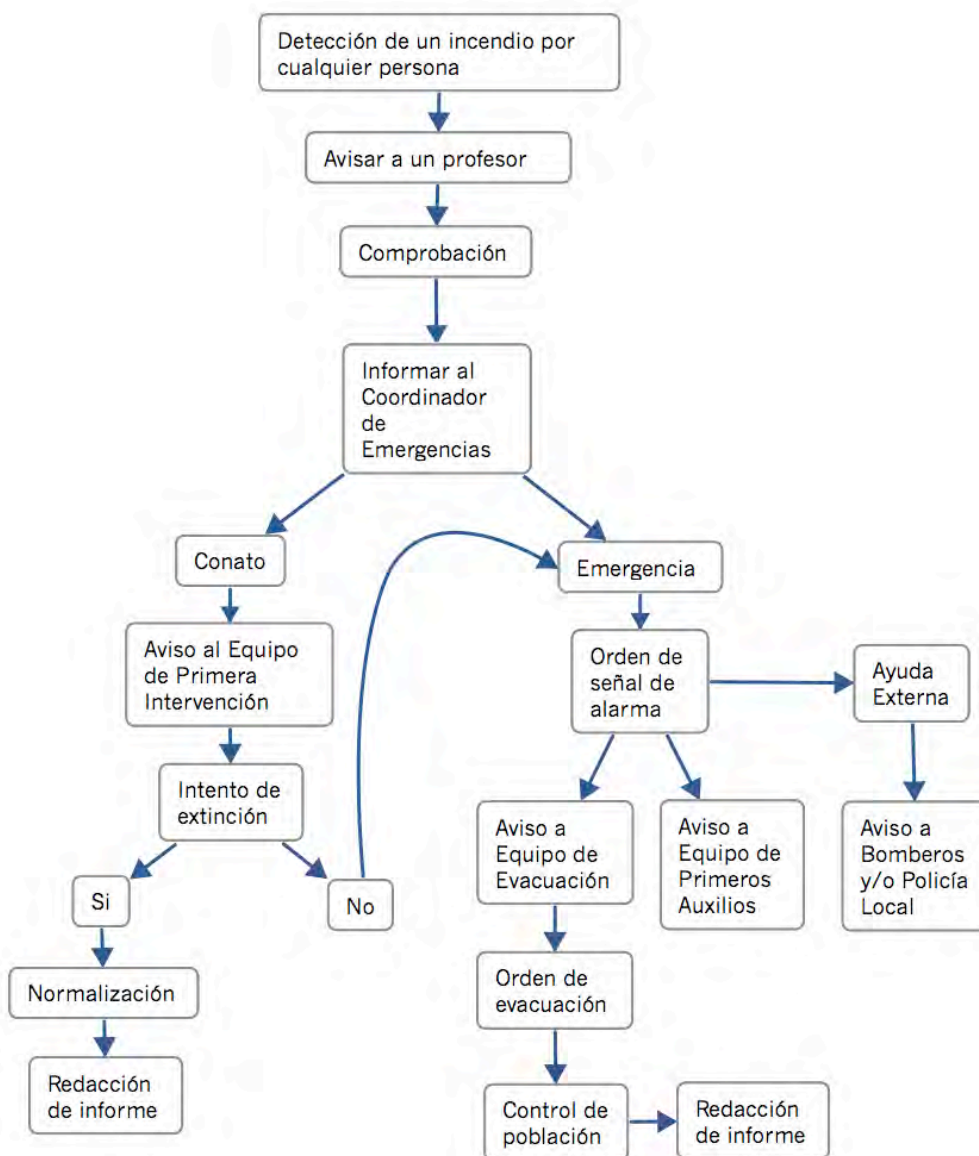 Detección de un incendio por
cualquier persona
Avisar a un profesor
Comprobación
Informar al
Coordinador
de
Emergencias
Conato
Emergencia
Aviso al Equipo
de Primera
Intervención
Orden de
señal de
alarma
Ayuda
Externa
Intento de
extinción
Si
No
Aviso a
Equipo de
Evacuación
Aviso a
Equipo de
Primeros
Auxilios
Aviso a
Bomberos
y/o Policía
Local
Normalización
Orden de
evacuación
Redacción
de informe
Control de
población
Redacción
de informe